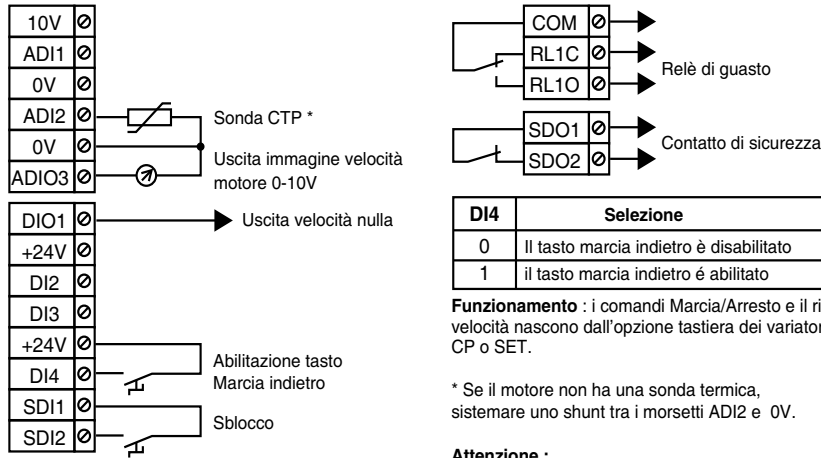 10V
ADI1
0V
ADI2
0V
ADIO3
Sonda CTP *
Uscita immagine velocità
motore 0-10V
DIO1
+24V
DI2
DI3
+24V
DI4
SDI1
SDI2
Uscita velocità nulla
Abilitazione tasto
Marcia indietro
Sblocco
COM
RL1C
RL1O
Relè di guasto
SDO1
SDO2
Contatto di sicurezza
DI4 Selezione
0 Il tasto marcia indietro è disabilitato
1 il tasto marcia indietro é abilitato
Funzionamento : i comandi Marcia/Arresto e il
velocità nascono dall'opzione tastiera dei
CP o SET.
* Se il motore non ha una sonda termica,
sistemare uno shunt tra i morsetti ADI2 e 0V.
Attenzione :